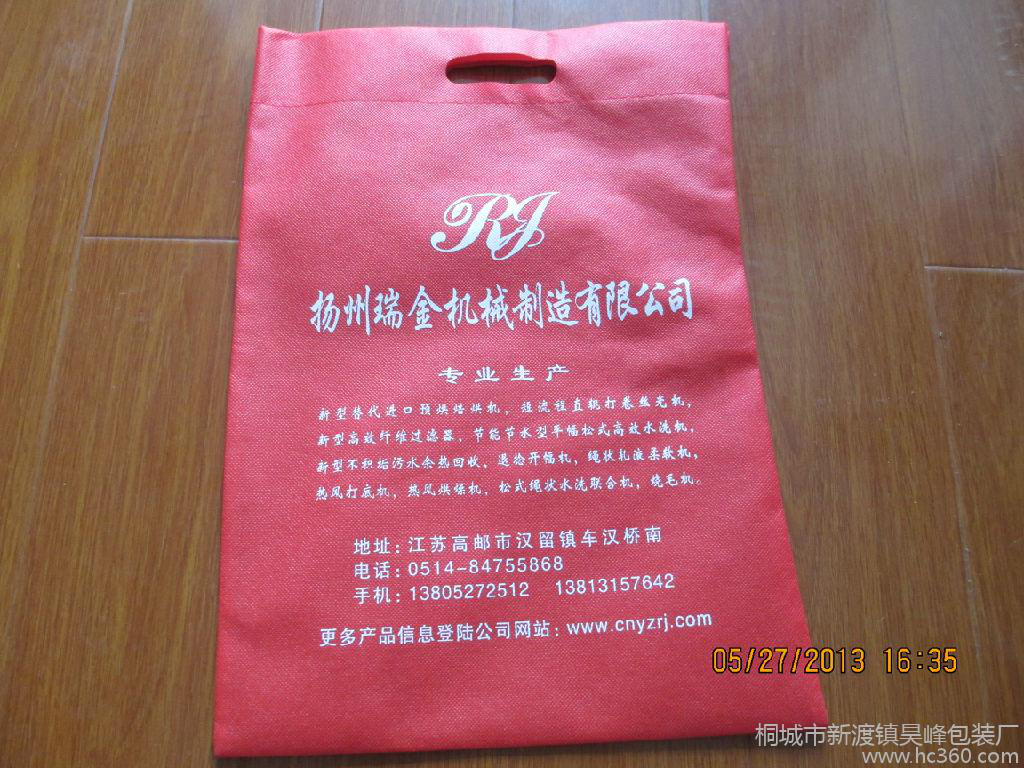 RJ
扬州瑞金机械制造有限公司
专业生产
新型替代进口预烘焙烘机，短流程直辊打卷丝光机，
新型高效纤维过滤器，节能节水型平幅松式高效水洗机，
新型不积垢污水余热回收，退捻开幅机，绳状轧液柔软机，
热风打底机，热风烘燥机，松式绳状水洗联合机，烧毛机。
地址：江苏高邮市汉留镇车汉桥南
电话：0514-84755868
手机：13805272512 13813157642
更多产品信息登陆公司网站：www.cnyzrj.com
05/27/2013 16:35
桐城市新渡镇昊峰包装厂
www.hc360.com